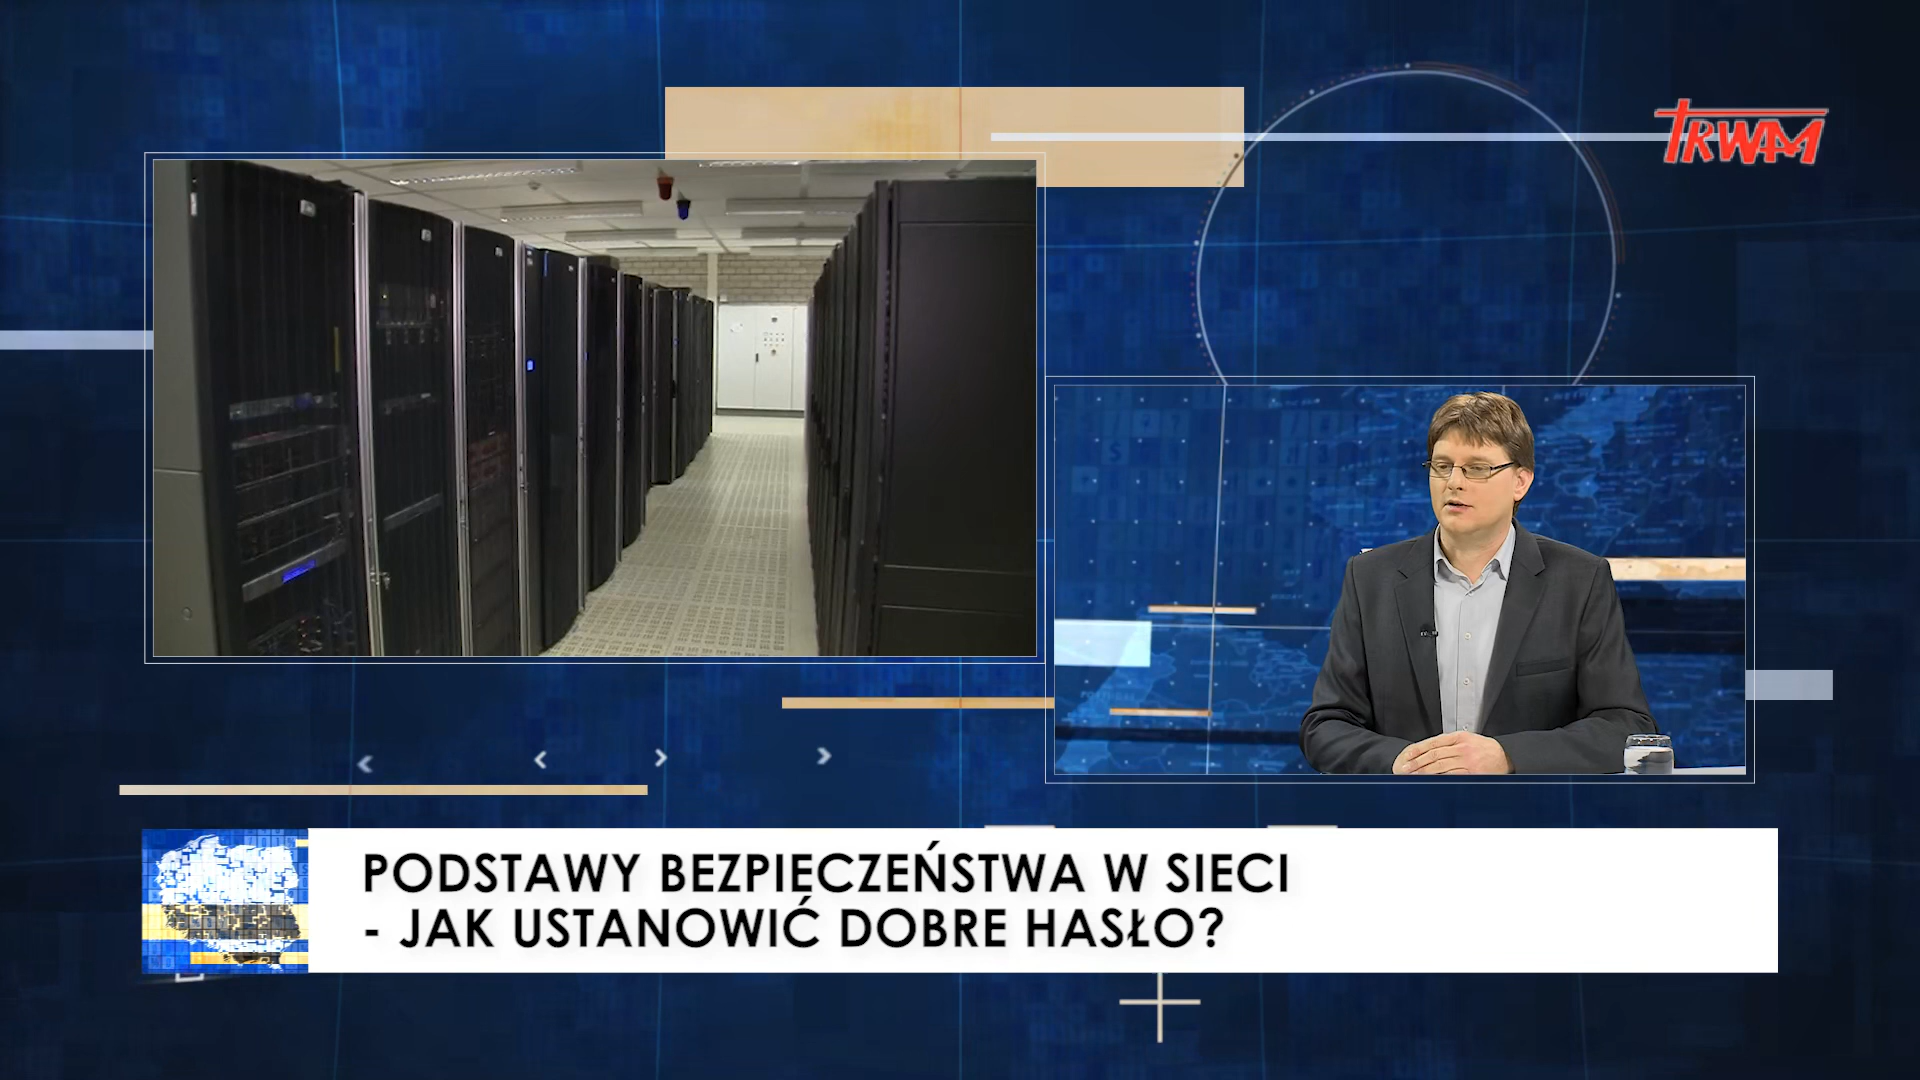 TRWAM
PODSTAWY BEZPIECZEŃSTWA W SIECI
- JAK USTANOWIĆ DOBRE HASŁO?